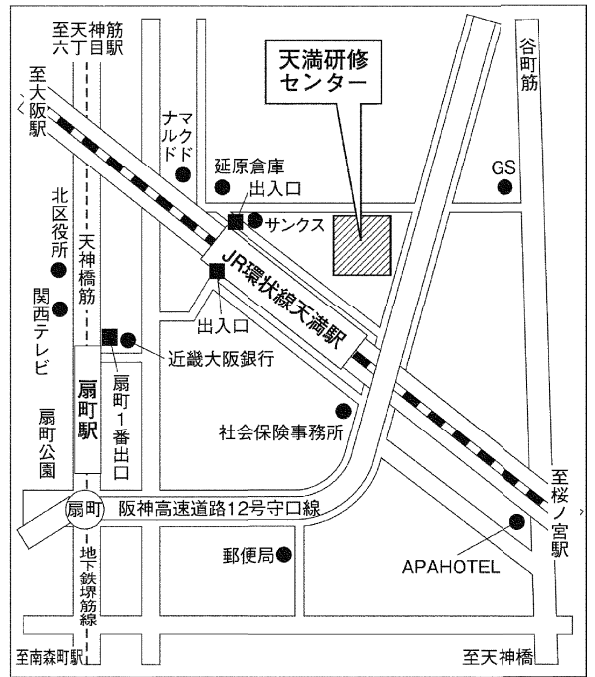 至天神筋
六丁目駅
至大阪駅
天満研修
センター
谷町筋
マクド
ナルド
延原倉庫
出入口
サンクス
GS
北区役所
天神橋筋
関西テレビ
JR環状線天満駅
出入口
近畿大阪銀行
扇町駅
扇町1番出口
扇町公園
社会保険事務所
扇町
阪神高速道路12号守口線
至桜ノ宮駅
地下鉄堺筋線
郵便局
APAHOTEL
至南森町駅
至天神橋